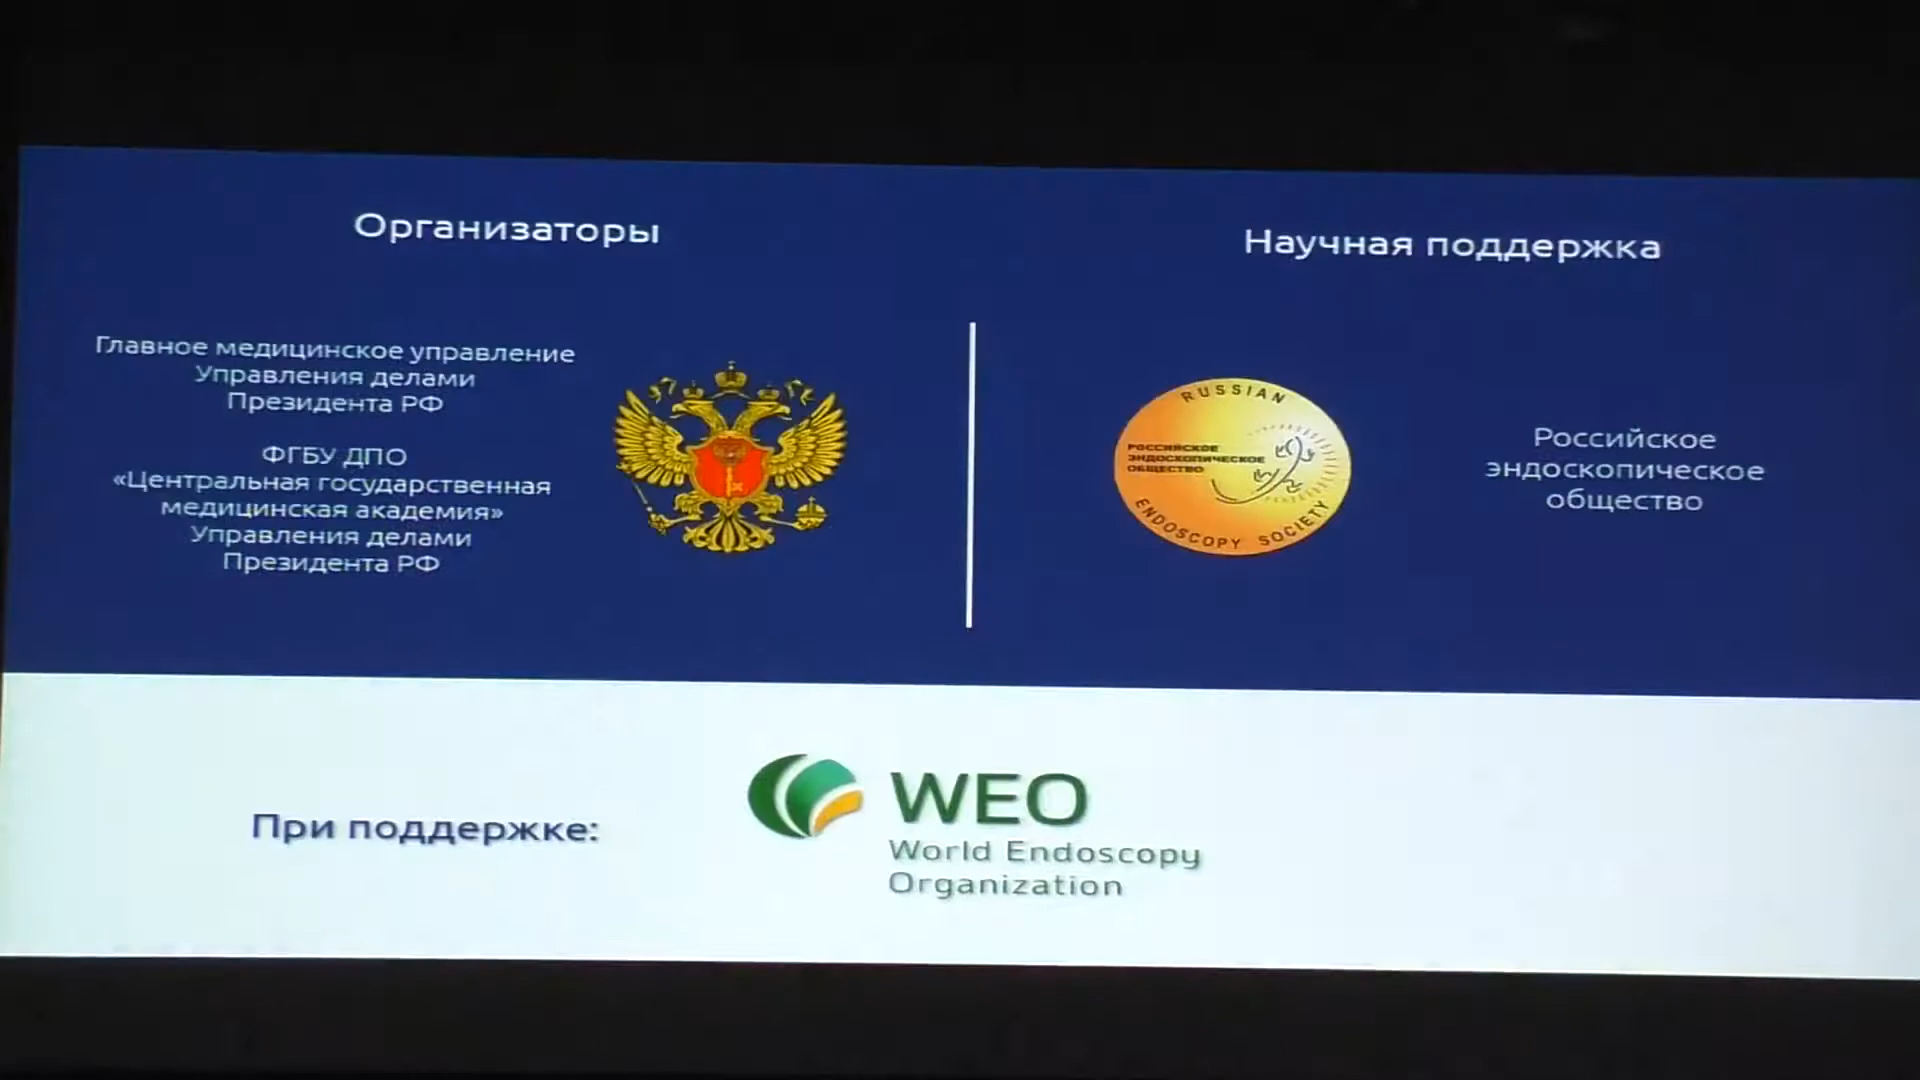 Организаторы
Главное медицинское управление
Управления делами
Президента РФ
ФГБУ ДПО
«Центральная государственная
медицинская академия»
Управления делами
Президента РФ
Научная поддержка
RUSSIAN
РОССИЙСКОЕ
ЭНДОСКОПИЧЕСКОЕ
ОБЩЕСТВО
ENDOSCOPY SOCIETY
Российское
эндоскопическое
общество
При поддержке:
WEO
World Endoscopy
Organization